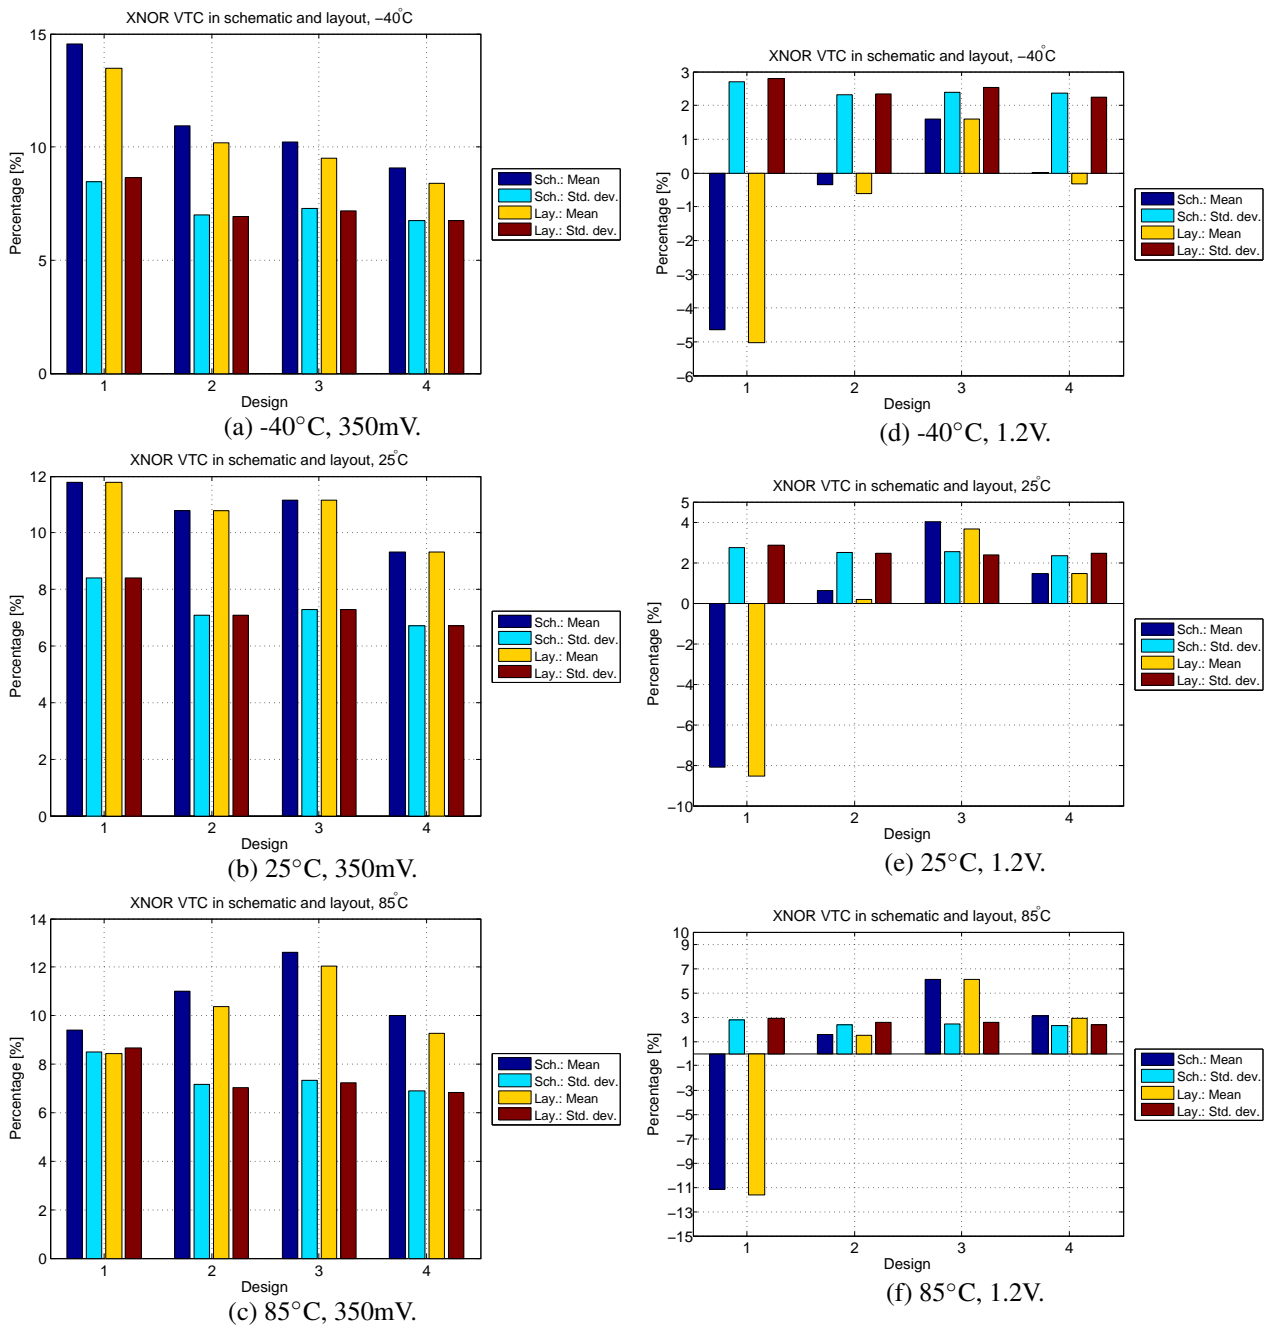 XNOR VTC in schematic and layout, −40°C
15
10
5
0
Percentage [%]
1 2 3 4
Design
Sch.: Mean
Sch.: Std. dev.
Lay.: Mean
Lay.: Std. dev.
(a) -40°C, 350mV.
XNOR VTC in schematic and layout, −40°C
3
2
1
0
−1
−2
−3
−4
−5
−6
Percentage [%]
1 2 3 4
Design
Sch.: Mean
Sch.: Std. dev.
Lay.: Mean
Lay.: Std. dev.
(d) -40°C, 1.2V.
XNOR VTC in schematic and layout, 25°C
12
10
8
6
4
2
0
Percentage [%]
1 2 3 4
Design
Sch.: Mean
Sch.: Std. dev.
Lay.: Mean
Lay.: Std. dev.
(b) 25°C, 350mV.
XNOR VTC in schematic and layout, 25°C
5
4
2
0
−2
−4
−6
−8
−10
Percentage [%]
1 2 3 4
Design
Sch.: Mean
Sch.: Std. dev.
Lay.: Mean
Lay.: Std. dev.
(e) 25°C, 1.2V.
XNOR VTC in schematic and layout, 85°C
14
12
10
8
6
4
2
0
Percentage [%]
1 2 3 4
Design
Sch.: Mean
Sch.: Std. dev.
Lay.: Mean
Lay.: Std. dev.
(c) 85°C, 350mV.
XNOR VTC in schematic and layout, 85°C
10
9
7
5
3
1
−1
−3
−5
−7
−9
−11
−13
−15
Percentage [%]
1 2 3 4
Design
Sch.: Mean
Sch.: Std. dev.
Lay.: Mean
Lay.: Std. dev.
(f) 85°C, 1.2V.